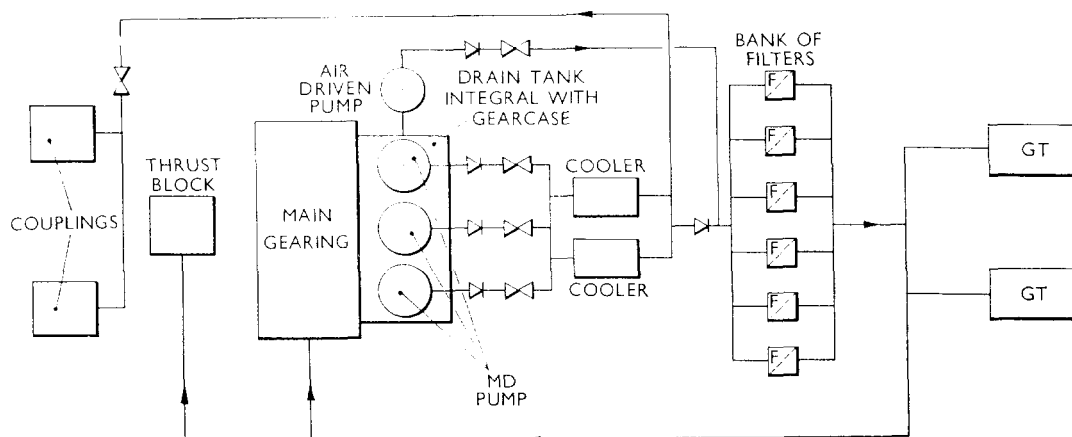 BANK OF
FILTERS
AIR
DRIVEN
PUMP
DRAIN TANK
INTEGRAL WITH
GEARCASE
F
F
F
F
F
F
GT
GT
THRUST
BLOCK
COUPLINGS
MAIN
GEARING
COOLER
COOLER
MD
PUMP